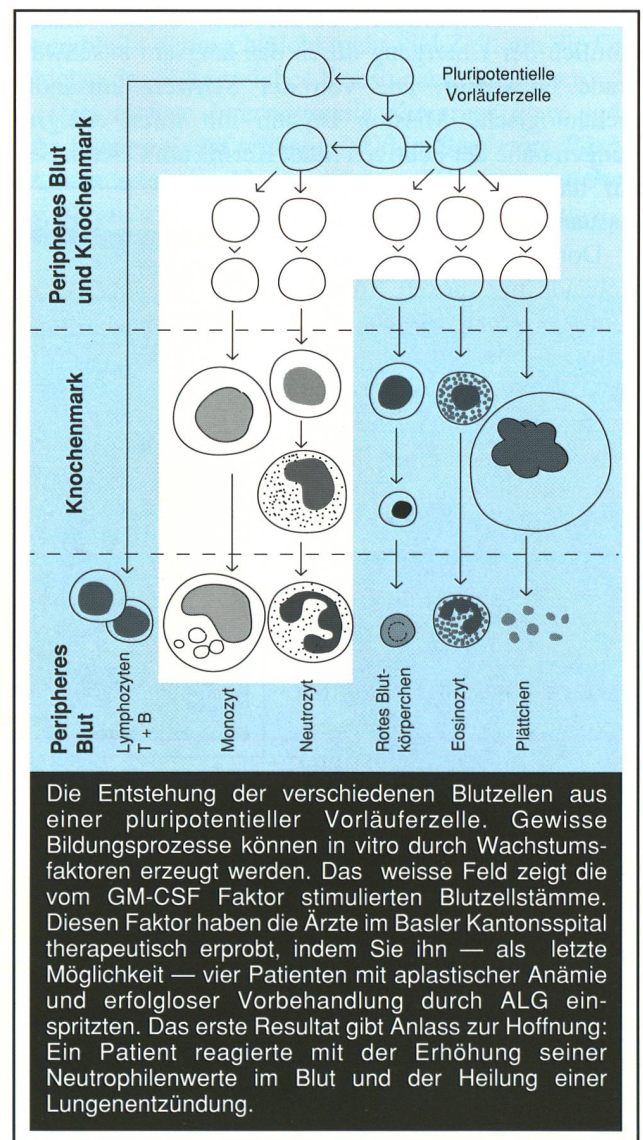 Pluripotentielle
Vorläuferzelle
Peripheres Blut
und Knochenmark
Knochenmark
Peripheres
Blut
Lymphozyten
T + B
Monozyt
Neutrozyt
Rotes Blut-
körperchen
Eosinozyt
Plättchen
Die Entstehung der verschiedenen Blutzellen aus
einer pluripotentieller Vorläuferzelle. Gewisse
Bildungsprozesse können in vitro durch Wachstums-
faktoren erzeugt werden. Das weisse Feld zeigt die
vom GM-CSF Faktor stimulierten Blutzellstämme.
Diesen Faktor haben die Ärzte im Basler Kantonsspital
therapeutisch erprobt, indem Sie ihn — als letzte
Möglichkeit — vier Patienten mit aplastischer Anämie
und erfolgloser Vorbehandlung durch ALG ein-
spritzten. Das erste Resultat gibt Anlass zur Hoffnung:
Ein Patient reagierte mit der Erhöhung seiner
Neutrophilenwerte im Blut und der Heilung einer
Lungenentzündung.